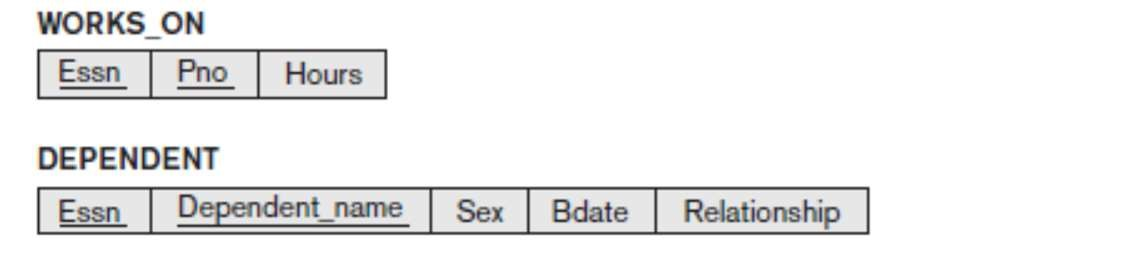 WORKS_ON
Essn Pno Hours
DEPENDENT
Essn Dependent_name Sex Bdate Relationship